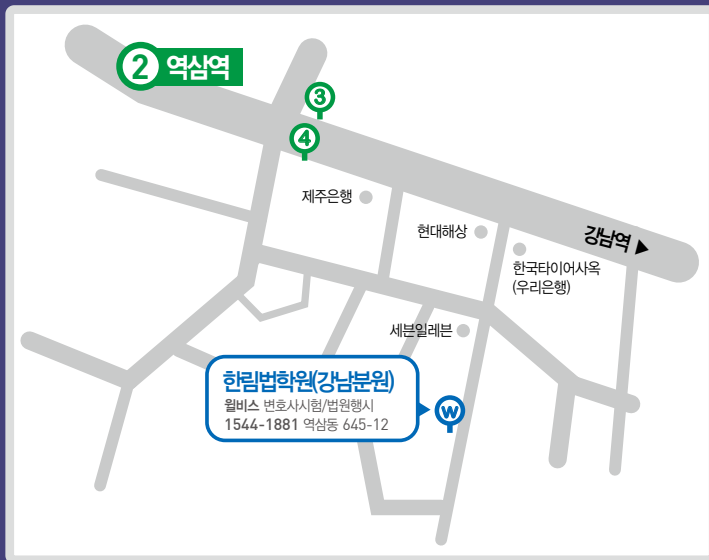 2 역삼역
3
4
제주은행
현대해상
강남역 ▶
한국타이어사옥
(우리은행)
세븐일레븐
한림법학원(강남분원)
윌비스 변호사시험/법원행시
1544-1881 역삼동 645-12
W